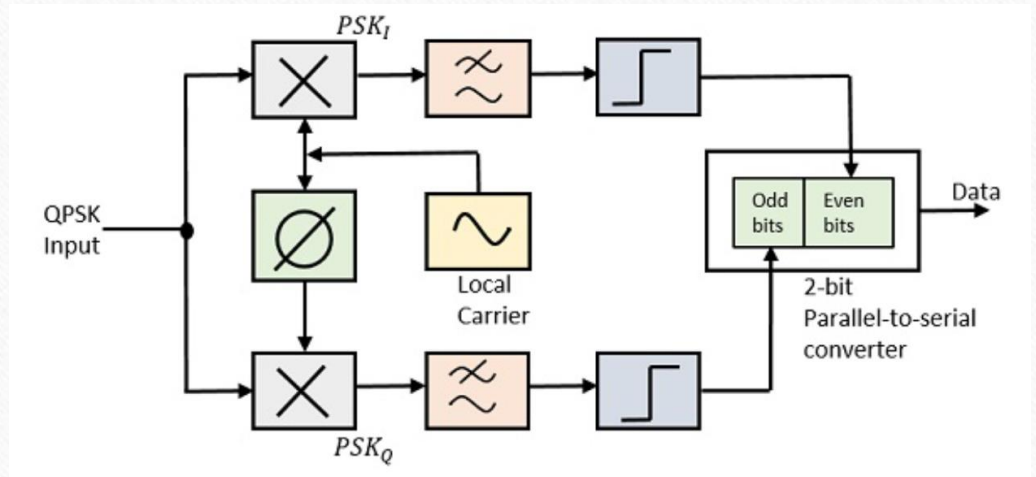 PSK_I
QPSK
Input
Local
Carrier
Odd
bits
Even
bits
Data
2-bit
Parallel-to-serial
converter
PSK_Q